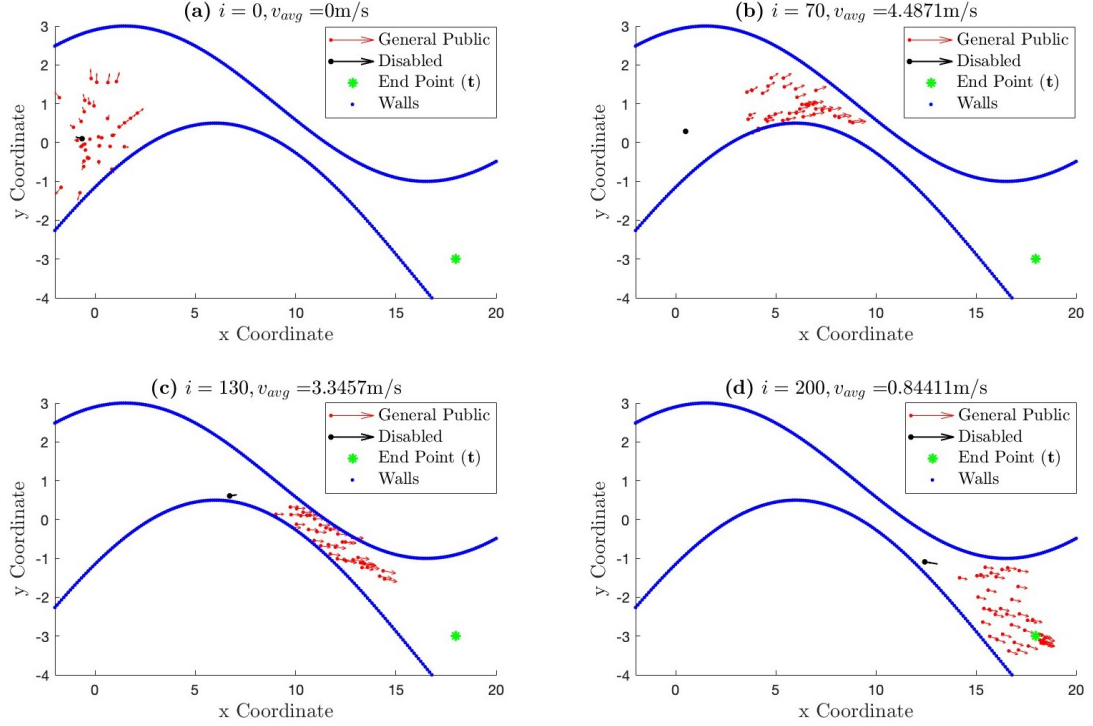 (a) i = 0, v_avg =0m/s
3
2
1
0
-1
-2
-3
-4
y Coordinate
General Public
Disabled
End Point (t)
Walls
0
5
10
15
20
x Coordinate
(b) i = 70, v_avg =4.4871m/s
3
2
1
0
-1
-2
-3
-4
y Coordinate
General Public
Disabled
End Point (t)
Walls
0
5
10
15
20
x Coordinate
(c) i = 130, v_avg =3.3457m/s
3
2
1
0
-1
-2
-3
-4
y Coordinate
General Public
Disabled
End Point (t)
Walls
0
5
10
15
20
x Coordinate
(d) i = 200, v_avg =0.84411m/s
3
2
1
0
-1
-2
-3
-4
y Coordinate
General Public
Disabled
End Point (t)
Walls
0
5
10
15
20
x Coordinate